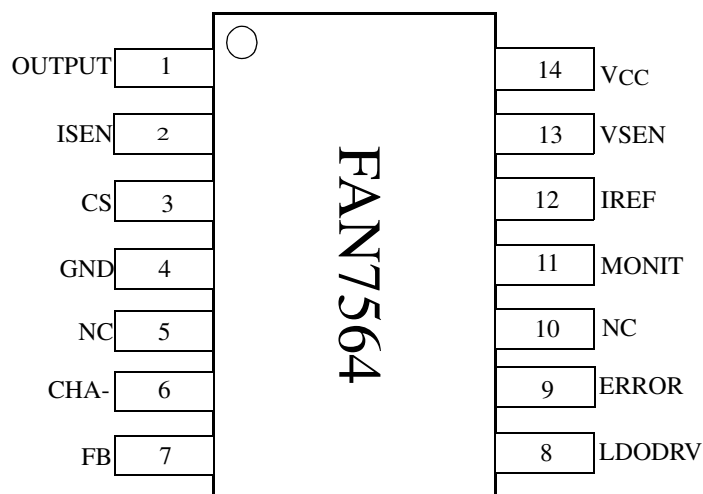 OUTPUT 1 14 VCC
ISEN 2 13 VSEN
CS 3 12 IREF
GND 4 11 MONIT
NC 5 10 NC
CHA- 6 9 ERROR
FB 7 8 LDODRV
FAN7564